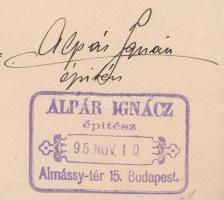 Alpár Ignác
építész
ALPÁR IGNÁCZ
építész
95 NOV. 10
Almássy-tér 15. Budapest.